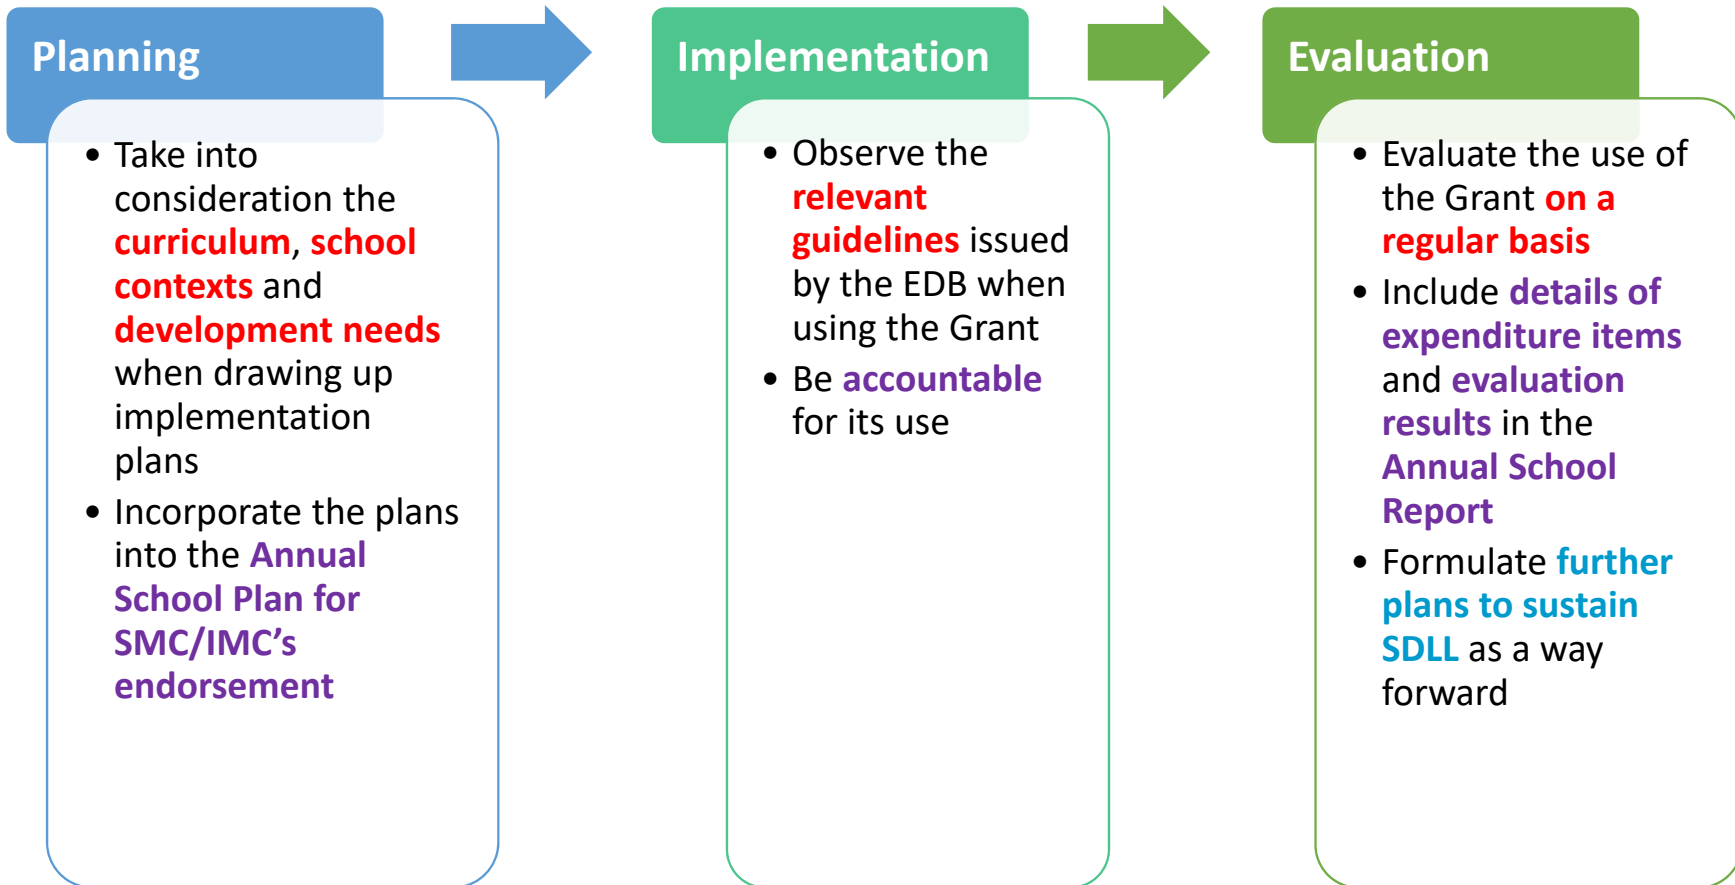 Planning
• Take into
consideration the
curriculum, school
contexts and
development needs
when drawing up
implementation
plans
• Incorporate the plans
into the Annual
School Plan for
SMC/IMC’s
endorsement
Implementation
• Observe the
relevant
guidelines issued
by the EDB when
using the Grant
• Be accountable
for its use
Evaluation
• Evaluate the use of
the Grant on a
regular basis
• Include details of
expenditure items
and evaluation
results in the
Annual School
Report
• Formulate further
plans to sustain
SDLL as a way
forward